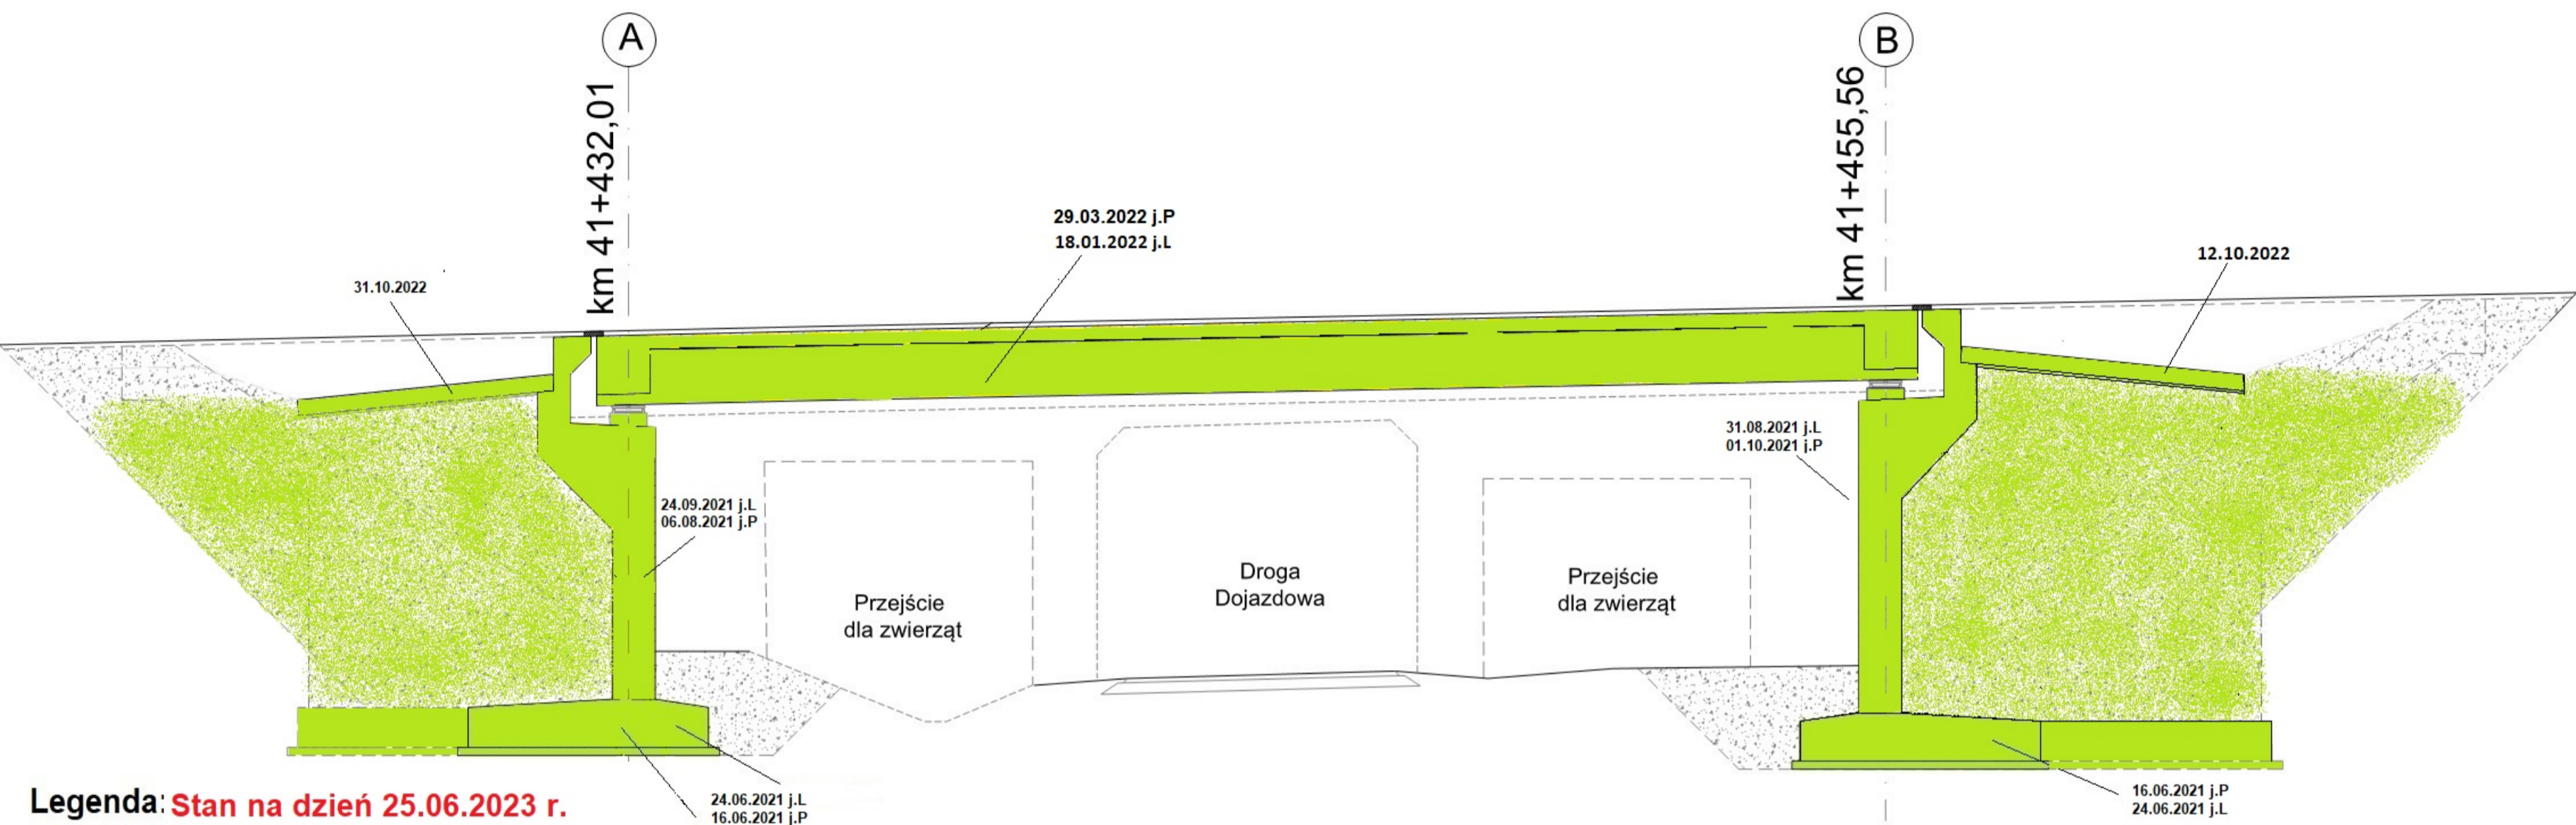 A
B
km 41+432,01
km 41+455,56
29.03.2022 j.P
18.01.2022 j.L
12.10.2022
31.10.2022
31.08.2021 j.L
01.10.2021 j.P
24.09.2021 j.L
06.08.2021 j.P
Przejście
dla zwierząt
Droga
Dojazdowa
Przejście
dla zwierząt
24.06.2021 j.L
16.06.2021 j.P
16.06.2021 j.P
24.06.2021 j.L
Legenda: Stan na dzień 25.06.2023 r.